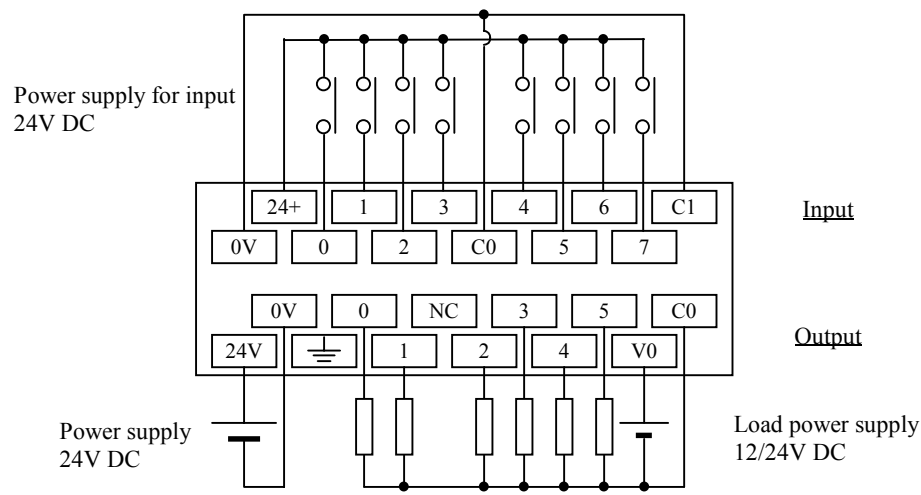 Power supply for input
24V DC
24+ 1 3 4 6 C1
Input
0V 0 2 C0 5 7
0V 0 NC 3 5 C0
Output
24V 1 2 4 V0
Power supply
24V DC
Load power supply
12/24V DC